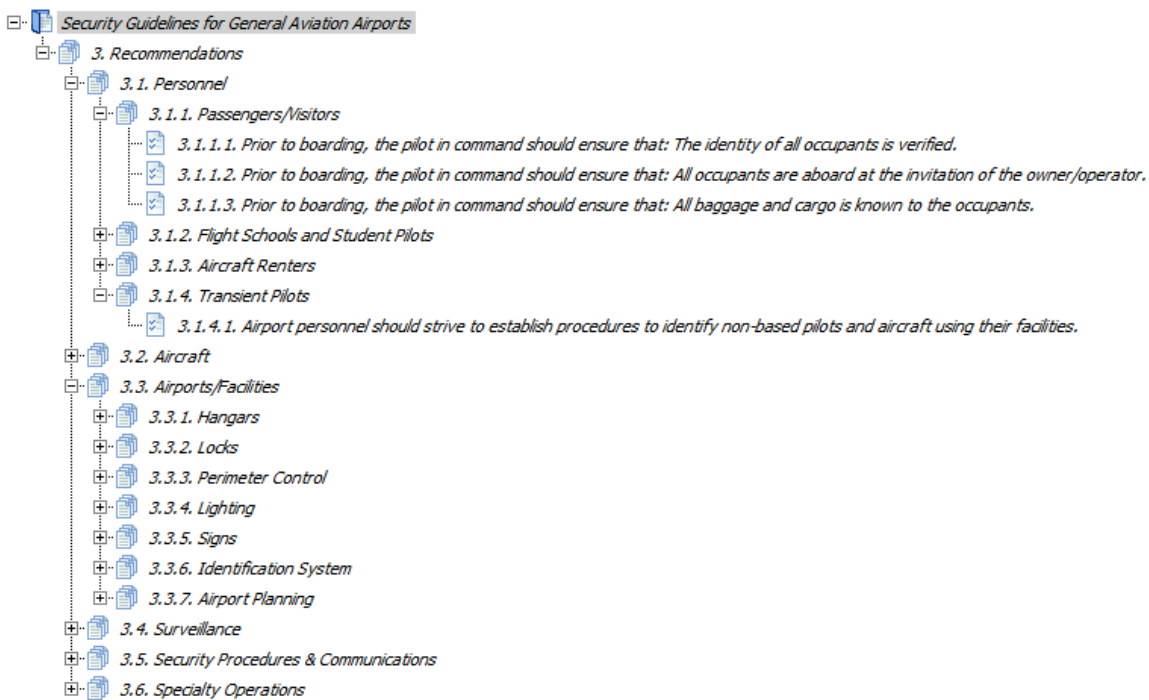 Security Guidelines for General Aviation Airports
3. Recommendations
3.1. Personnel
3.1.1. Passengers/Visitors
3.1.1.1. Prior to boarding, the pilot in command should ensure that: The identity of all occupants is verified.
3.1.1.2. Prior to boarding, the pilot in command should ensure that: All occupants are aboard at the invitation of the owner/operator.
3.1.1.3. Prior to boarding, the pilot in command should ensure that: All baggage and cargo is known to the occupants.
3.1.2. Flight Schools and Student Pilots
3.1.3. Aircraft Renters
3.1.4. Transient Pilots
3.1.4.1. Airport personnel should strive to establish procedures to identify non-based pilots and aircraft using their facilities.
3.2. Aircraft
3.3. Airports/Facilities
3.3.1. Hangars
3.3.2. Locks
3.3.3. Perimeter Control
3.3.4. Lighting
3.3.5. Signs
3.3.6. Identification System
3.3.7. Airport Planning
3.4. Surveillance
3.5. Security Procedures & Communications
3.6. Specialty Operations